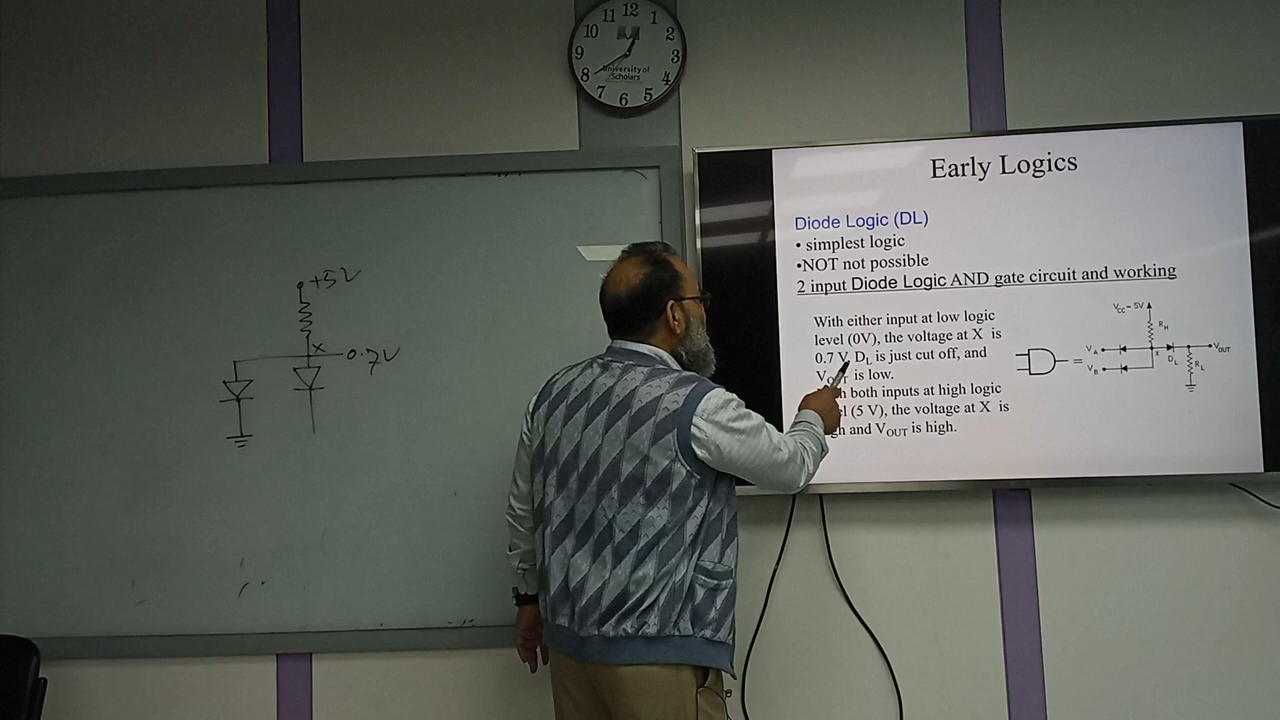 12
11 1
10 2
9 3
8 4
7 5
6
University of
Scholars
+5V
x
0.7V
Early Logics
Diode Logic (DL)
• simplest logic
•NOT not possible
2 input Diode Logic AND gate circuit and working
With either input at low logic
level (0V), the voltage at X is
0.7 V, DL is just cut off, and
is low.
both inputs at high logic
(5 V), the voltage at X is
and VOUT is high.
VCC = 5V
RH
VA
X
DL
VOUT
=
VB
RL